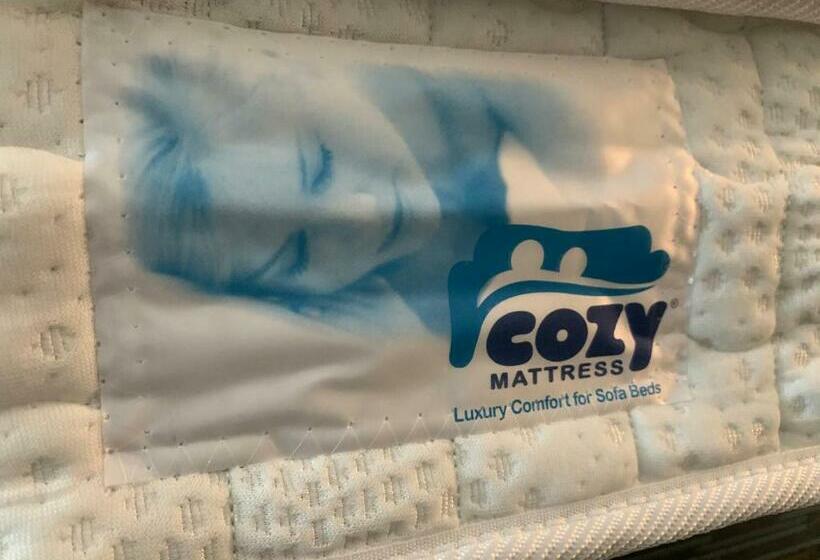 COZY®
MATTRESS
Luxury Comfort for Sofa Beds